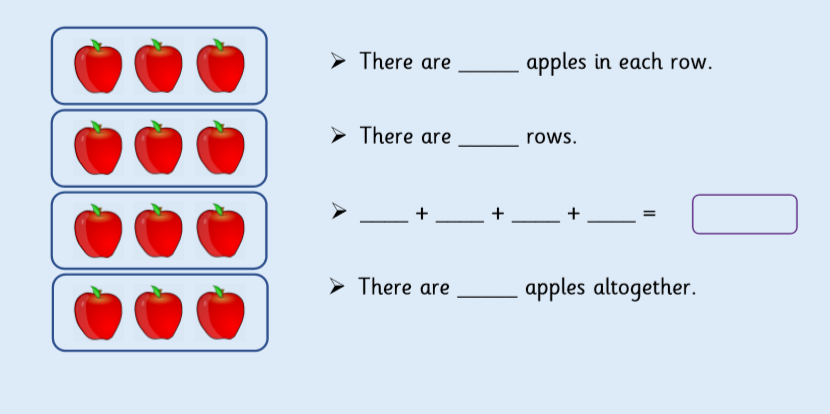 ➢ There are _____ apples in each row.
➢ There are _____ rows.
➢ ____ + ____ + ____ + ____ =
➢ There are _____ apples altogether.